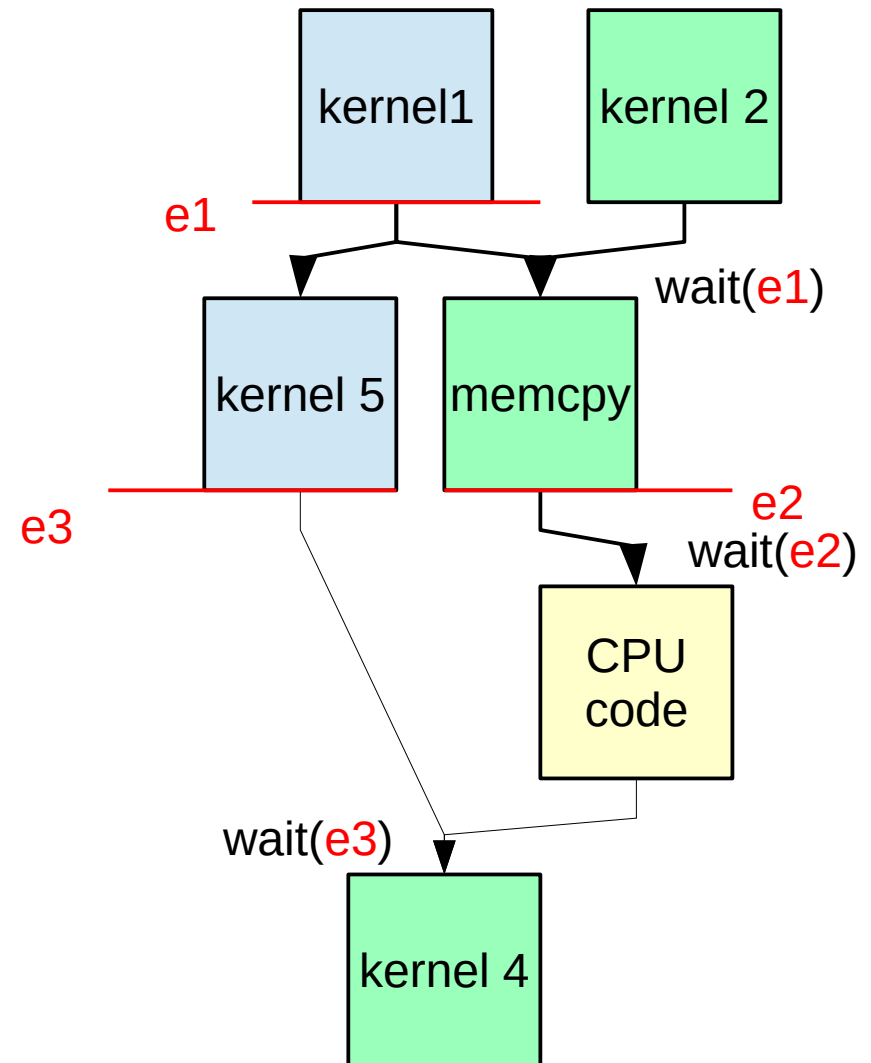 kernel1
kernel 2
e1
wait(e1)
kernel 5
memcpy
e3
e2
wait(e2)
CPU
code
wait(e3)
kernel 4